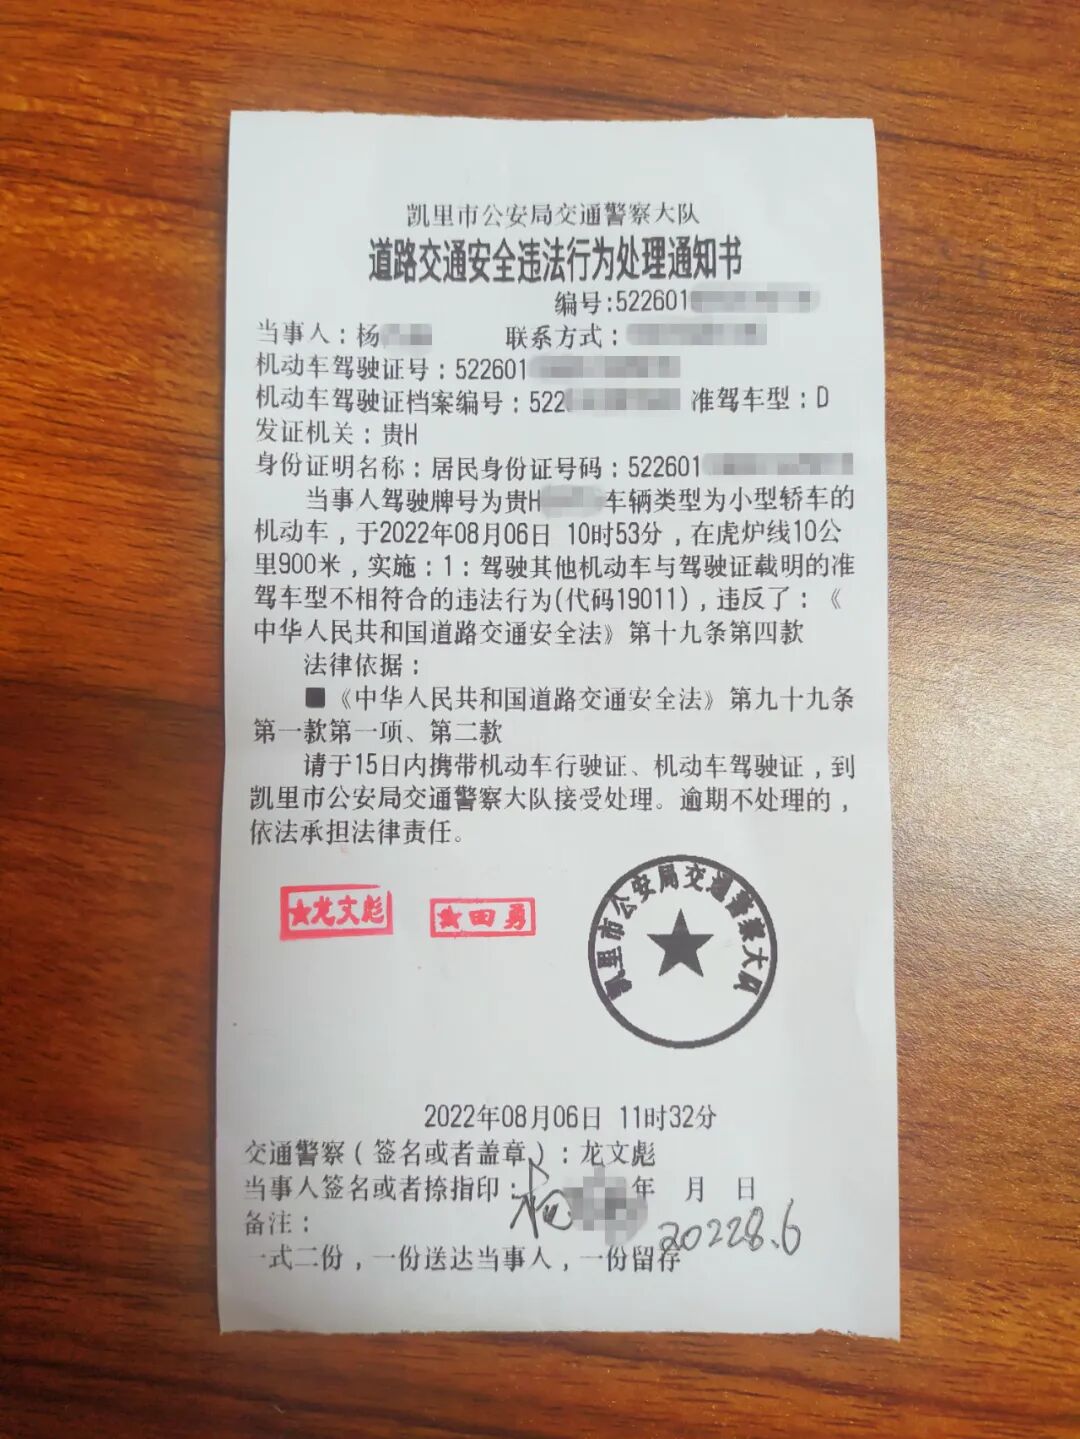 凯里市公安局交通警察大队
道路交通安全违法行为处理通知书
编号:522601
当事人：杨 联系方式：
机动车驾驶证号：522601
机动车驾驶证档案编号：522 准驾车型：D
发证机关：贵H
身份证明名称：居民身份证号码：522601
当事人驾驶牌号为贵H 车辆类型为小型轿车的
机动车，于2022年08月06日 10时53分，在虎炉线10公
里900米，实施：1：驾驶其他机动车与驾驶证载明的准
驾车型不相符合的违法行为(代码19011)，违反了：《
中华人民共和国道路交通安全法》第十九条第四款
法律依据：
■《中华人民共和国道路交通安全法》第九十九条
第一款第一项、第二款
请于15日内携带机动车行驶证、机动车驾驶证，到
凯里市公安局交通警察大队接受处理。逾期不处理的，
依法承担法律责任。
★龙文彪 ★田勇
凯里市公安局交通警察大队
2022年08月06日 11时32分
交通警察（签名或者盖章）：龙文彪
当事人签名或者捺指印：杨 年 月 日
2022 8.6
备注：
一式二份，一份送达当事人，一份留存